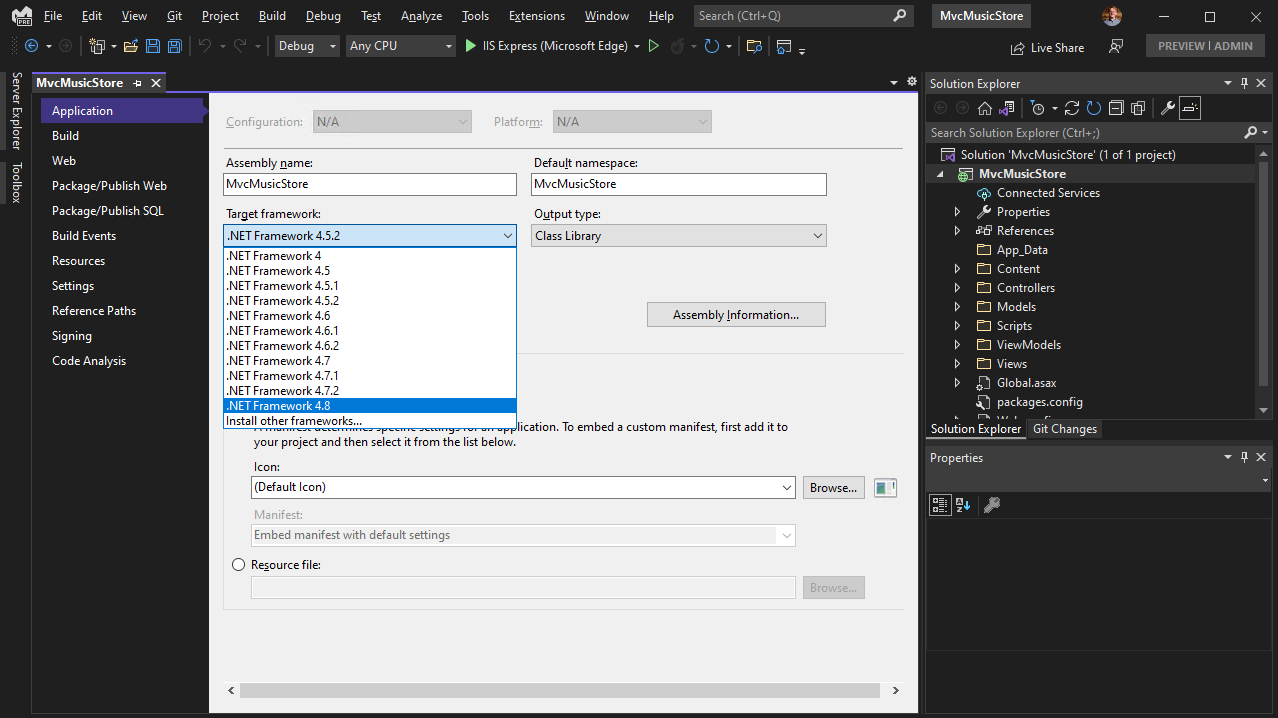 PRE File Edit View Git Project Build Debug Test Analyze Tools Extensions Window Help Search (Ctrl+Q) MvcMusicStore
Debug Any CPU IIS Express (Microsoft Edge) Live Share PREVIEW | ADMIN
Server Explorer
Toolbox
MvcMusicStore
Application
Build
Web
Package/Publish Web
Package/Publish SQL
Build Events
Resources
Settings
Reference Paths
Signing
Code Analysis
Configuration: N/A Platform: N/A
Assembly name: Default namespace:
MvcMusicStore MvcMusicStore
Target framework: Output type:
.NET Framework 4.5.2 Class Library
.NET Framework 4
.NET Framework 4.5
.NET Framework 4.5.1
.NET Framework 4.5.2
.NET Framework 4.6
.NET Framework 4.6.1
.NET Framework 4.6.2
.NET Framework 4.7
.NET Framework 4.7.1
.NET Framework 4.7.2
.NET Framework 4.8
Install other frameworks...
Assembly Information...
A manifest determines specific settings for an application. To embed a custom manifest, first add it to
your project and then select it from the list below.
Icon:
(Default Icon) Browse...
Manifest:
Embed manifest with default settings
Resource file:
Browse...
Solution Explorer
Search Solution Explorer (Ctrl+;)
Solution 'MvcMusicStore' (1 of 1 project)
MvcMusicStore
Connected Services
Properties
References
App_Data
Content
Controllers
Models
Scripts
ViewModels
Views
Global.asax
packages.config
Solution Explorer Git Changes
Properties